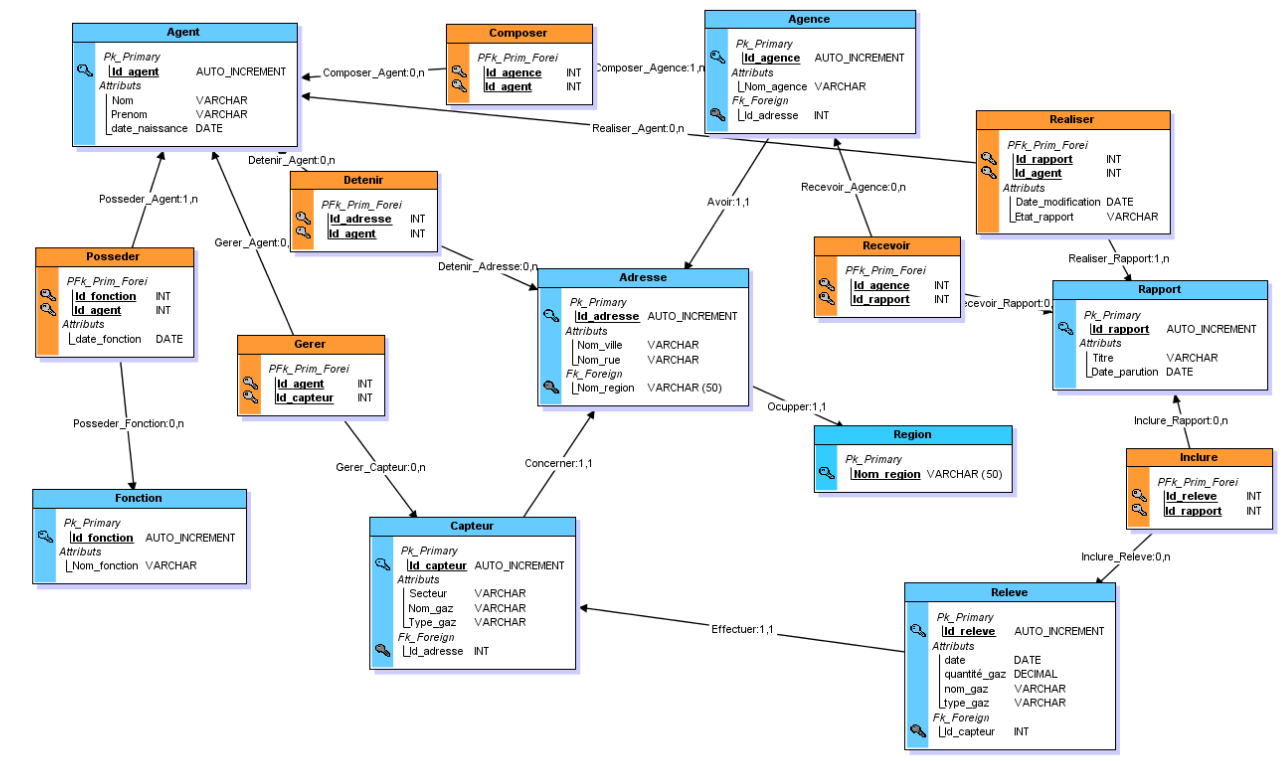 Agent
Pk_Primary
Id_agent AUTO_INCREMENT
Attributs
Nom VARCHAR
Prenom VARCHAR
date_naissance DATE
Composer
PFk_Prim_Forei
Id_agence INT
Id_agent INT
Agence
Pk_Primary
Id_agence AUTO_INCREMENT
Attributs
Nom_agence VARCHAR
Fk_Foreign
Id_adresse INT
Composer_Agent:0,n
Composer_Agence:1,n
Realiser_Agent:0,n
Realiser
PFk_Prim_Forei
Id_rapport INT
Id_agent INT
Attributs
Date_modification DATE
Etat_rapport VARCHAR
Detenir_Agent:0,n
Detenir
PFk_Prim_Forei
Id_adresse INT
Id_agent INT
Posseder_Agent:1,n
Gerer_Agent:0,
Avoir:1,1
Recevoir_Agence:0,n
Recevoir
PFk_Prim_Forei
Id_agence INT
Id_rapport INT
Realiser_Rapport:1,n
Detenir_Adresse:0,n
ecevoir_Rapport:0,
Posseder
PFk_Prim_Forei
Id_fonction INT
Id_agent INT
Attributs
date_fonction DATE
Adresse
Pk_Primary
Id_adresse AUTO_INCREMENT
Attributs
Nom_ville VARCHAR
Nom_rue VARCHAR
Fk_Foreign
Nom_region VARCHAR (50)
Rapport
Pk_Primary
Id_rapport AUTO_INCREMENT
Attributs
Titre VARCHAR
Date_parution DATE
Gerer
PFk_Prim_Forei
Id_agent INT
Id_capteur INT
Ocupper:1,1
Posseder_Fonction:0,n
Gerer_Capteur:0,n
Concerner:1,1
Inclure_Rapport:0,n
Region
Pk_Primary
Nom_region VARCHAR (50)
Inclure
PFk_Prim_Forei
Id_releve INT
Id_rapport INT
Fonction
Pk_Primary
Id_fonction AUTO_INCREMENT
Attributs
Nom_fonction VARCHAR
Capteur
Pk_Primary
Id_capteur AUTO_INCREMENT
Attributs
Secteur VARCHAR
Nom_gaz VARCHAR
Type_gaz VARCHAR
Fk_Foreign
Id_adresse INT
Inclure_Releve:0,n
Effectuer:1,1
Releve
Pk_Primary
Id_releve AUTO_INCREMENT
Attributs
date DATE
quantité_gaz DECIMAL
nom_gaz VARCHAR
type_gaz VARCHAR
Fk_Foreign
Id_capteur INT